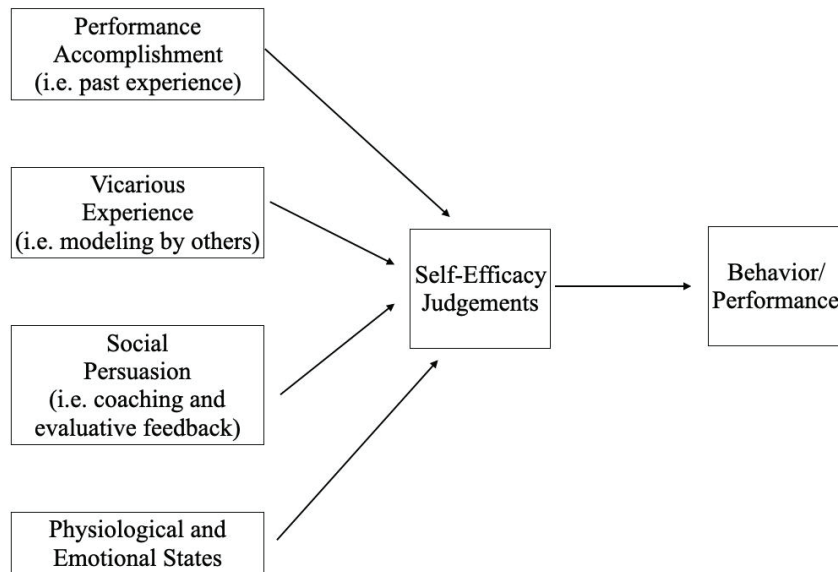 Performance
Accomplishment
(i.e. past experience)
Vicarious
Experience
(i.e. modeling by others)
Social
Persuasion
(i.e. coaching and
evaluative feedback)
Physiological and
Emotional States
Self-Efficacy
Judgements
Behavior/
Performance